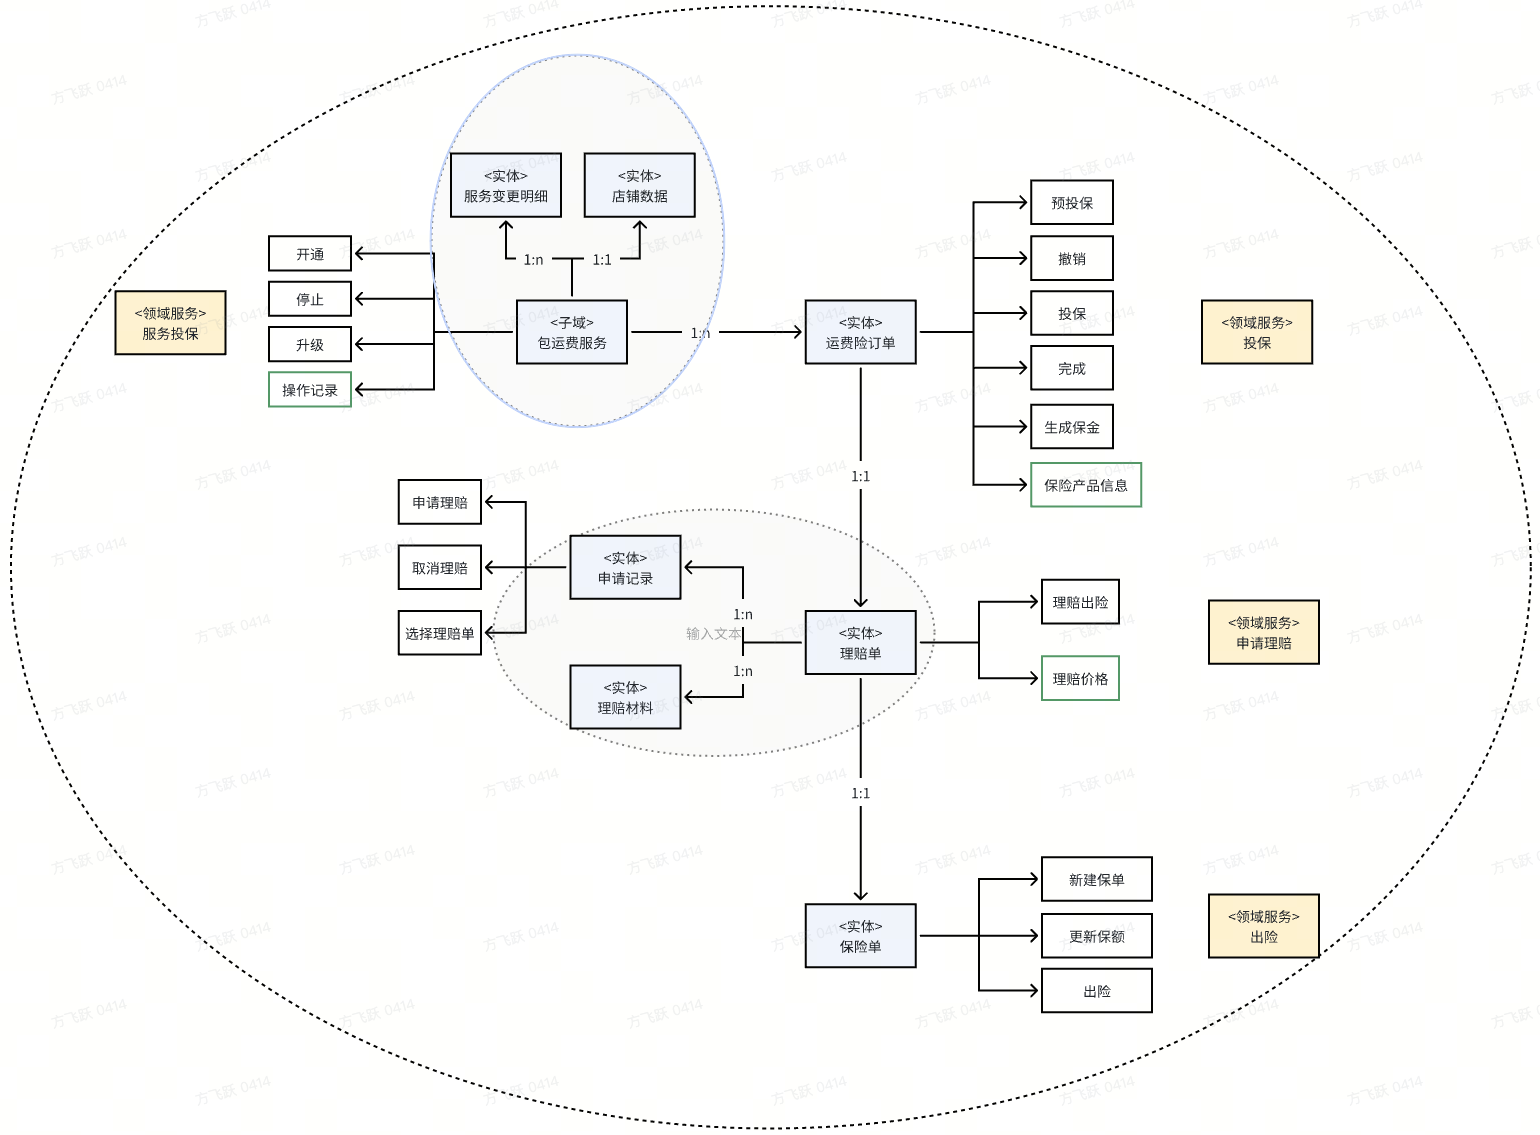 <实体>
服务变更明细
<实体>
店铺数据
1:n
1:1
开通
停止
升级
操作记录
<领域服务>
服务投保
<子域>
包运费服务
1:n
<实体>
运费险订单
预投保
撤销
投保
完成
生成保金
保险产品信息
<领域服务>
投保
1:1
申请理赔
取消理赔
选择理赔单
<实体>
申请记录
1:n
输入文本
1:n
<实体>
理赔材料
<实体>
理赔单
理赔出险
理赔价格
<领域服务>
申请理赔
1:1
<实体>
保险单
新建保单
更新保额
出险
<领域服务>
出险
方飞跃 0414